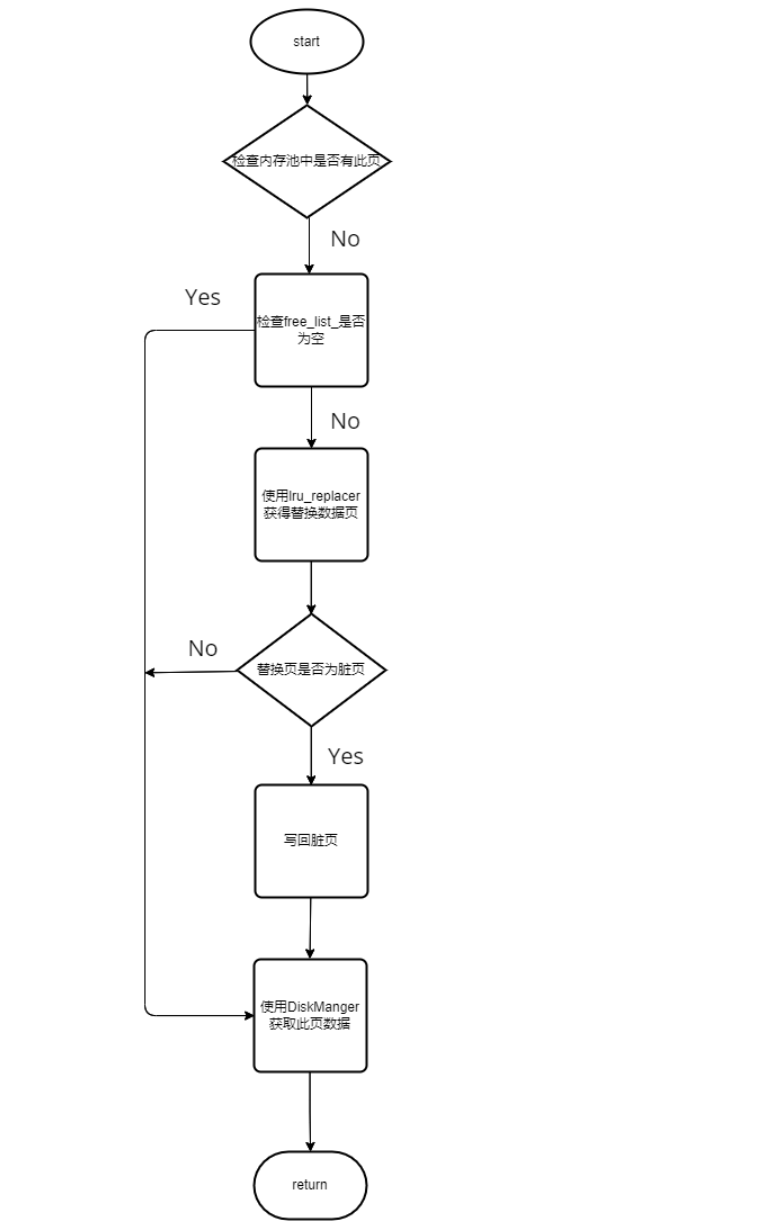 start
检查内存池中是否有此页
No
Yes
检查free_list_是否
为空
No
使用lru_replacer
获得替换数据页
No
替换页是否为脏页
Yes
写回脏页
使用DiskManger
获取此页数据
return